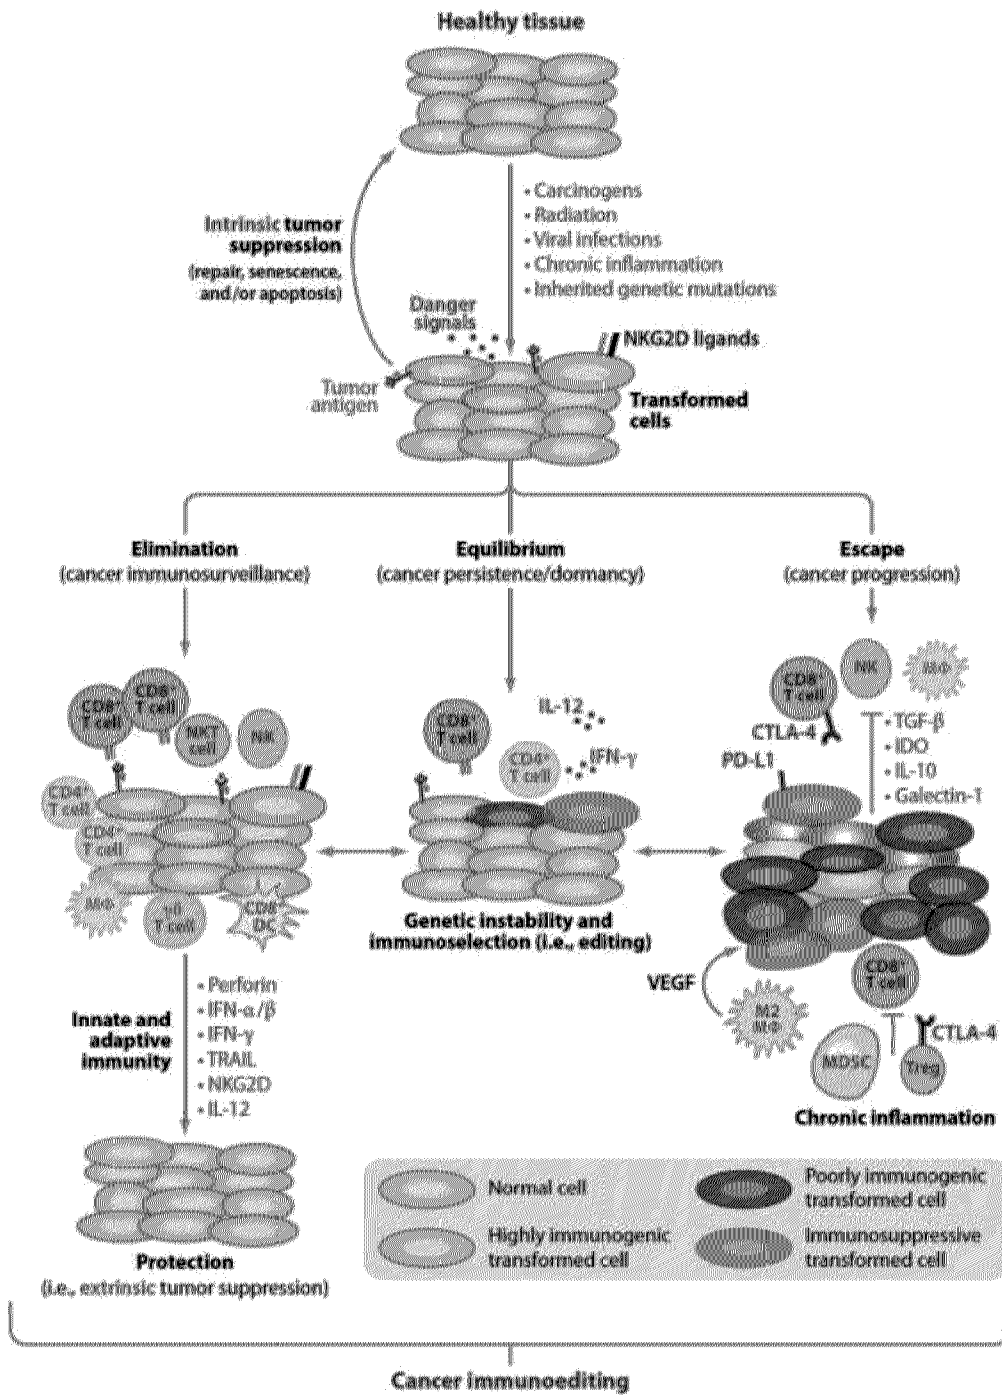 Healthy tissue
Intrinsic tumor
suppression
(repair, senescence,
and/or apoptosis)
• Carcinogens
• Radiation
• Viral infections
• Chronic inflammation
• Inherited genetic mutations
Danger
signals
NKG2D ligands
Tumor
antigen
Transformed
cells
Elimination
(cancer immunosurveillance)
Equilibrium
(cancer persistence/dormancy)
Escape
(cancer progression)
CD8+
T cell
CD8+
T cell
NKT
cell
NK
CD4+
T cell
CD4+
T cell
MΦ
γδ
T cell
CD8+
DC
CD8+
T cell
IL-12
CD4+
T cell
IFN-γ
Genetic instability and
immunoselection (i.e., editing)
CD8+
T cell
NK
MΦ
CTLA-4
PD-L1
• TGF-β
• IDO
• IL-10
• Galectin-1
VEGF
M2
MΦ
CD8+
T cell
MDSC
CTLA-4
Treg
Chronic inflammation
Innate and
adaptive
immunity
• Perforin
• IFN-α/β
• IFN-γ
• TRAIL
• NKG2D
• IL-12
Protection
(i.e., extrinsic tumor suppression)
Normal cell
Highly immunogenic
transformed cell
Poorly immunogenic
transformed cell
Immunosuppressive
transformed cell
Cancer immunoediting